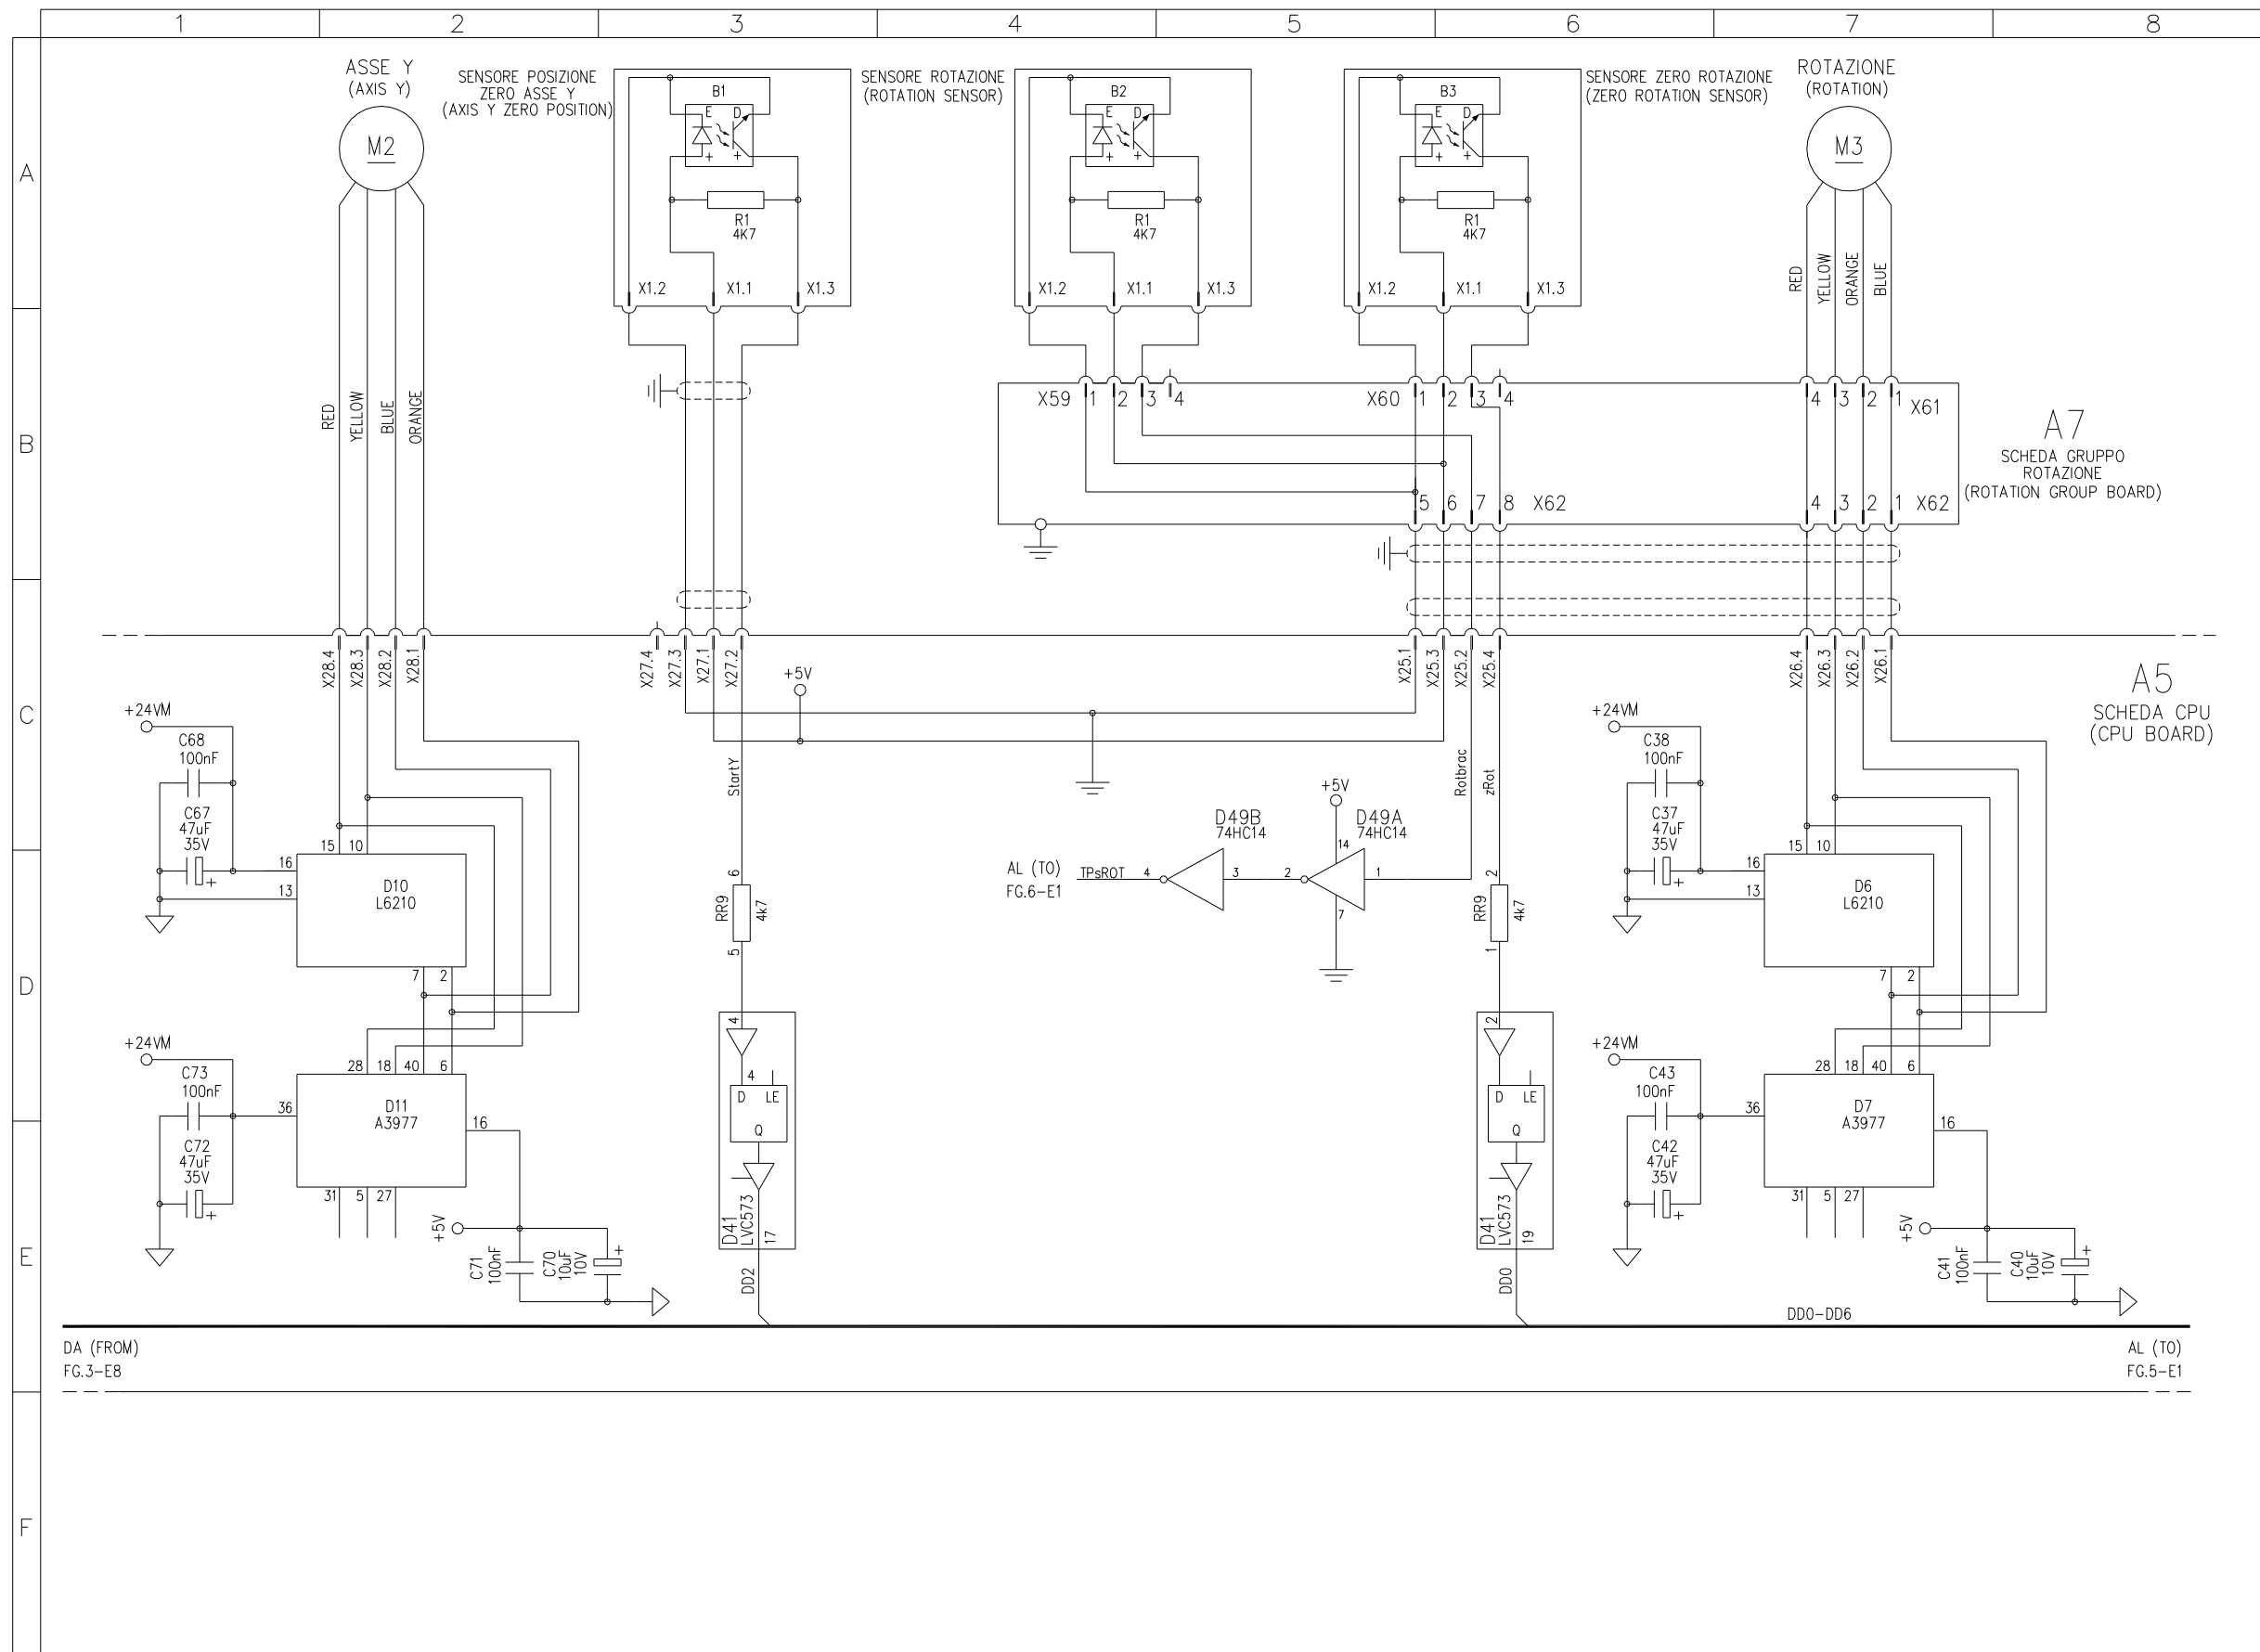 1 2 3 4 5 6 7 8
A
B
C
D
E
F
ASSE Y
(AXIS Y)
M2
SENSORE POSIZIONE
ZERO ASSE Y
(AXIS Y ZERO POSITION)
B1
E D
+ +
R1
4K7
X1.2 X1.1 X1.3
SENSORE ROTAZIONE
(ROTATION SENSOR)
B2
E D
+ +
R1
4K7
X1.2 X1.1 X1.3
B3
E D
+ +
R1
4K7
X1.2 X1.1 X1.3
SENSORE ZERO ROTAZIONE
(ZERO ROTATION SENSOR)
ROTAZIONE
(ROTATION)
M3
RED
YELLOW
ORANGE
BLUE
RED
YELLOW
BLUE
ORANGE
X59 1 2 3 4
X60 1 2 3 4
4 3 2 1 X61
5 6 7 8 X62
4 3 2 1 X62
A7
SCHEDA GRUPPO
ROTAZIONE
(ROTATION GROUP BOARD)
X28.4
X28.3
X28.2
X28.1
X27.4
X27.3
X27.1
X27.2
X25.1
X25.3
X25.2
X25.4
X26.4
X26.3
X26.2
X26.1
A5
SCHEDA CPU
(CPU BOARD)
+24VM
C68
100nF
C67
47uF
35V
+
15 10
16
13
D10
L6210
7 2
+24VM
C73
100nF
C72
47uF
35V
+
28 18 40 6
36
D11
A3977
16
31 5 27
+5V
C71
100nF
C70
10uF
10V
+
+5V
StartY
6
RR9
4k7
5
4
4
D LE
Q
D41
LVC573
17
DD2
AL (TO)
FG.6-E1
TPsROT 4
D49B
74HC14
3
2
D49A
74HC14
+5V
14
1
7
Rotbrac
zRot
2
RR9
4k7
1
2
D LE
Q
D41
LVC573
19
DD0
+24VM
C38
100nF
C37
47uF
35V
+
15 10
16
13
D6
L6210
7 2
+24VM
C43
100nF
C42
47uF
35V
+
28 18 40 6
36
D7
A3977
16
31 5 27
+5V
C41
100nF
C40
10uF
10V
+
DD0-DD6
DA (FROM)
FG.3-E8
AL (TO)
FG.5-E1